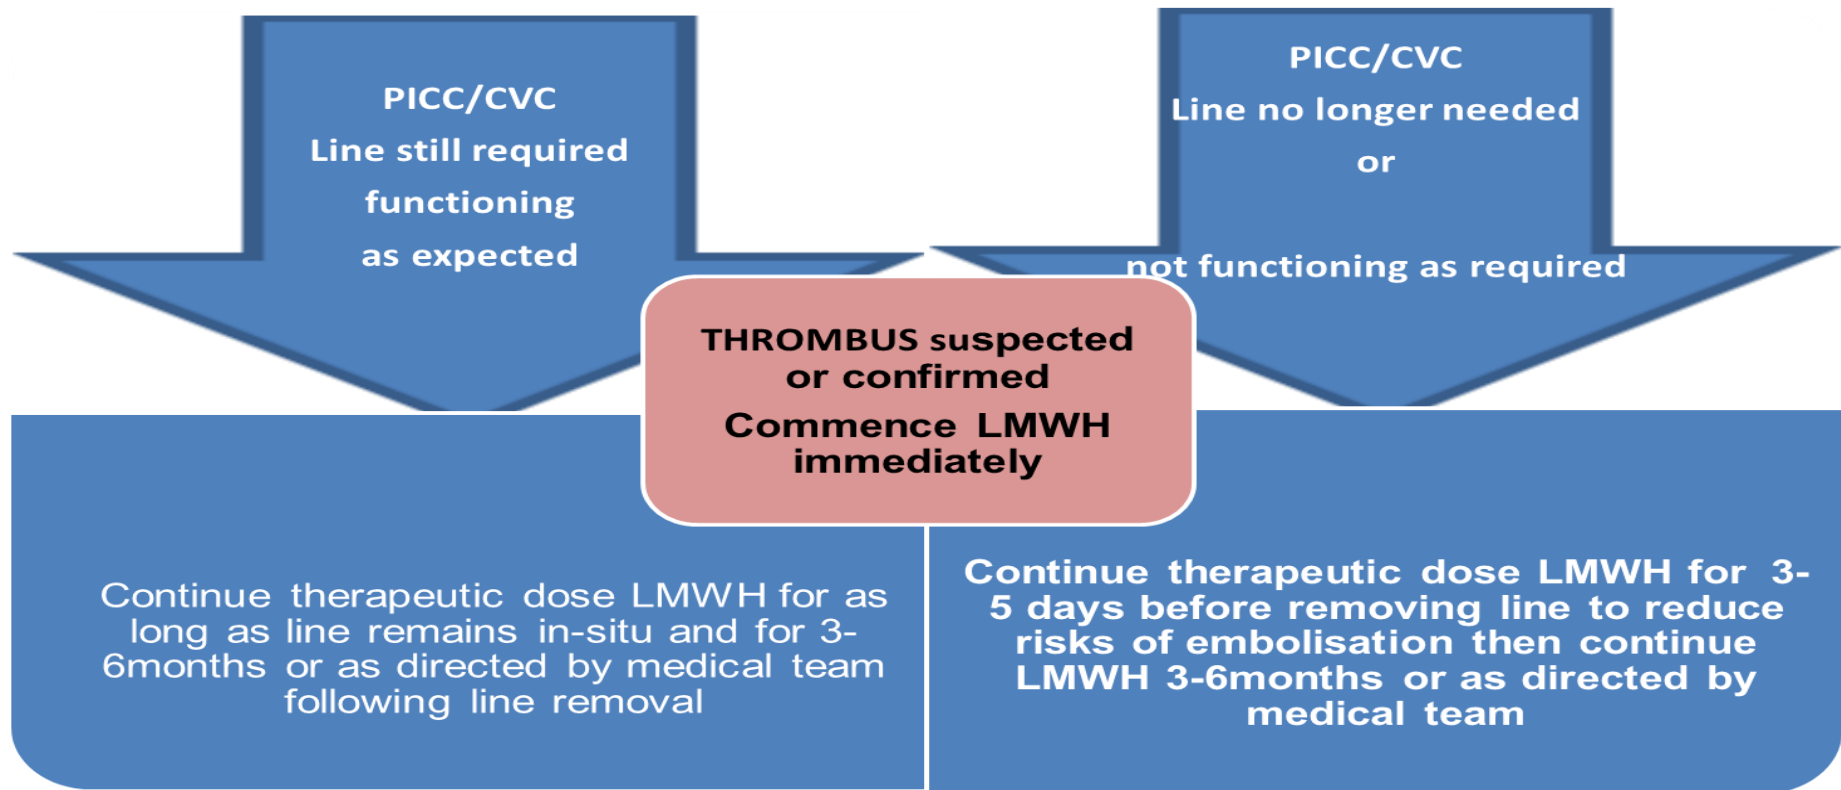 PICC/CVC
Line still required
functioning
as expected
PICC/CVC
Line no longer needed
or
not functioning as required
THROMBUS suspected
or confirmed
Commence LMWH
immediately
Continue therapeutic dose LMWH for as
long as line remains in-situ and for 3-
6months or as directed by medical team
following line removal
Continue therapeutic dose LMWH for 3-
5 days before removing line to reduce
risks of embolisation then continue
LMWH 3-6months or as directed by
medical team